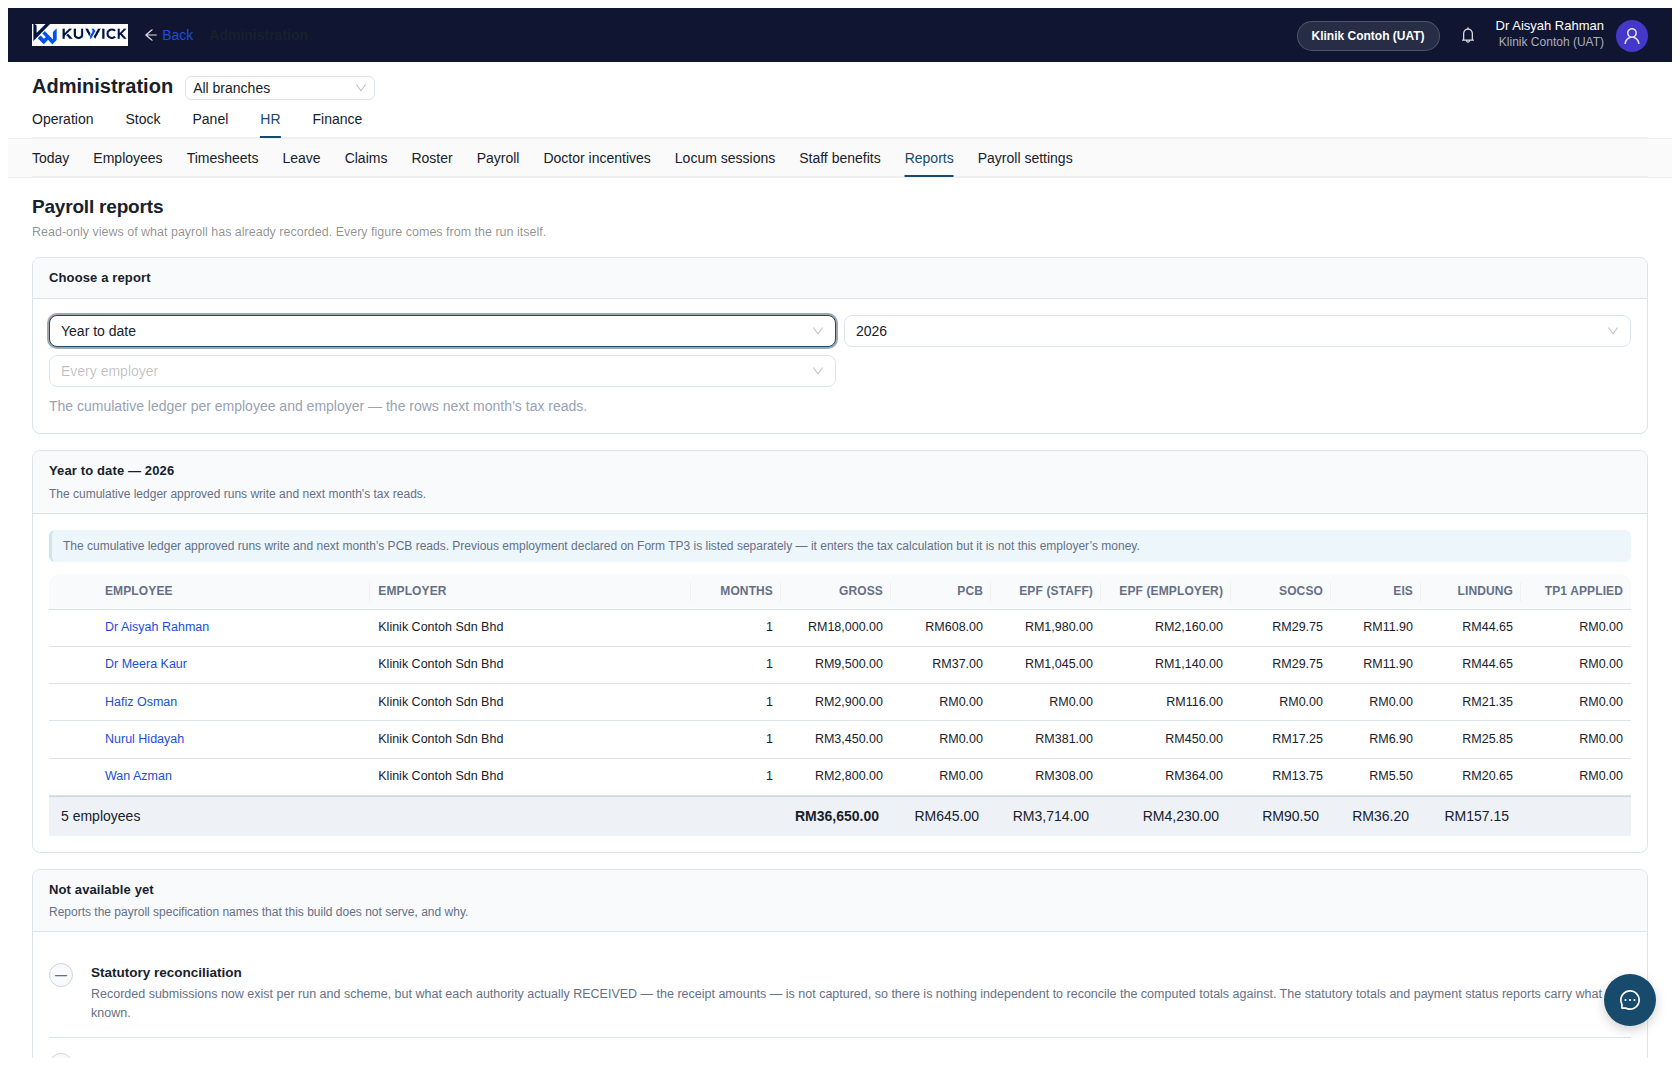 KUWICK
Back Administration
Klinik Contoh (UAT)
Dr Aisyah Rahman
Klinik Contoh (UAT)
Administration All branches
Operation Stock Panel HR Finance
Today Employees Timesheets Leave Claims Roster Payroll Doctor incentives Locum sessions Staff benefits Reports Payroll settings
Payroll reports
Read-only views of what payroll has already recorded. Every figure comes from the run itself.
Choose a report
Year to date 2026
Every employer
The cumulative ledger per employee and employer — the rows next month’s tax reads.
Year to date — 2026
The cumulative ledger approved runs write and next month's tax reads.
The cumulative ledger approved runs write and next month’s PCB reads. Previous employment declared on Form TP3 is listed separately — it enters the tax calculation but it is not this employer’s money.
EMPLOYEE EMPLOYER MONTHS GROSS PCB EPF (STAFF) EPF (EMPLOYER) SOCSO EIS LINDUNG TP1 APPLIED
Dr Aisyah Rahman Klinik Contoh Sdn Bhd 1 RM18,000.00 RM608.00 RM1,980.00 RM2,160.00 RM29.75 RM11.90 RM44.65 RM0.00
Dr Meera Kaur Klinik Contoh Sdn Bhd 1 RM9,500.00 RM37.00 RM1,045.00 RM1,140.00 RM29.75 RM11.90 RM44.65 RM0.00
Hafiz Osman Klinik Contoh Sdn Bhd 1 RM2,900.00 RM0.00 RM0.00 RM116.00 RM0.00 RM0.00 RM21.35 RM0.00
Nurul Hidayah Klinik Contoh Sdn Bhd 1 RM3,450.00 RM0.00 RM381.00 RM450.00 RM17.25 RM6.90 RM25.85 RM0.00
Wan Azman Klinik Contoh Sdn Bhd 1 RM2,800.00 RM0.00 RM308.00 RM364.00 RM13.75 RM5.50 RM20.65 RM0.00
5 employees RM36,650.00 RM645.00 RM3,714.00 RM4,230.00 RM90.50 RM36.20 RM157.15
Not available yet
Reports the payroll specification names that this build does not serve, and why.
Statutory reconciliation
Recorded submissions now exist per run and scheme, but what each authority actually RECEIVED — the receipt amounts — is not captured, so there is nothing independent to reconcile the computed totals against. The statutory totals and payment status reports carry what
known.